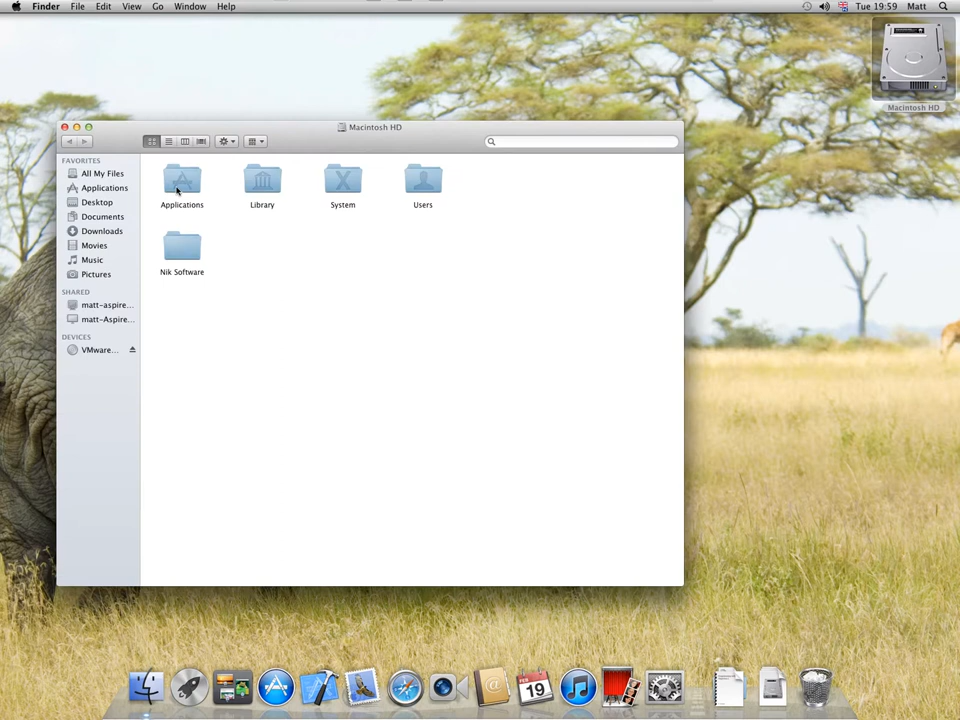 Finder File Edit View Go Window Help Tue 19:59 Matt
Macintosh HD
Macintosh HD
FAVORITES
All My Files
Applications
Desktop
Documents
Downloads
Movies
Music
Pictures
SHARED
matt-aspire...
matt-Aspire...
DEVICES
VMware...
Applications Library System Users
Nik Software
FEB
19